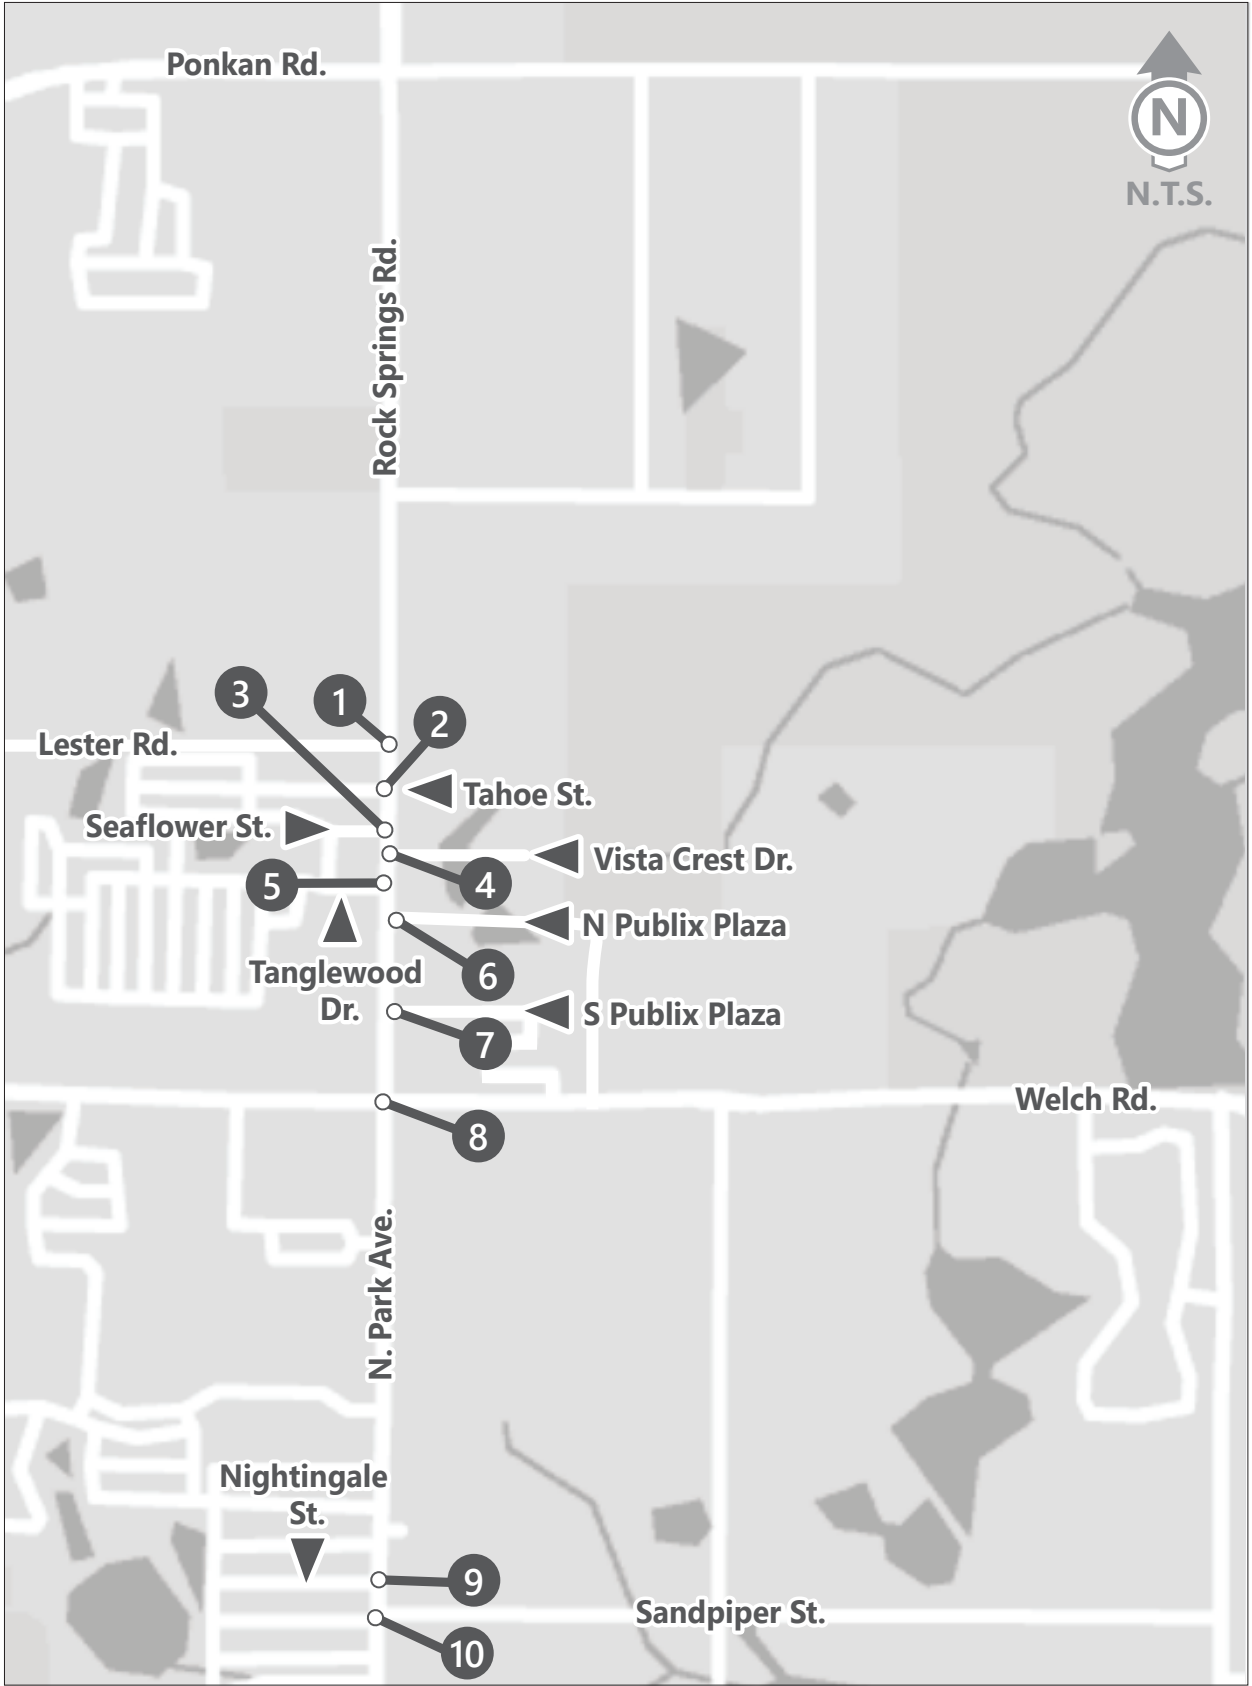 Ponkan Rd.
N
N.T.S.
Rock Springs Rd.
3
1
2
Lester Rd.
Tahoe St.
Seaflower St.
Vista Crest Dr.
5
4
N Publix Plaza
Tanglewood
Dr.
6
S Publix Plaza
7
Welch Rd.
8
N. Park Ave.
Nightingale
St.
9
Sandpiper St.
10